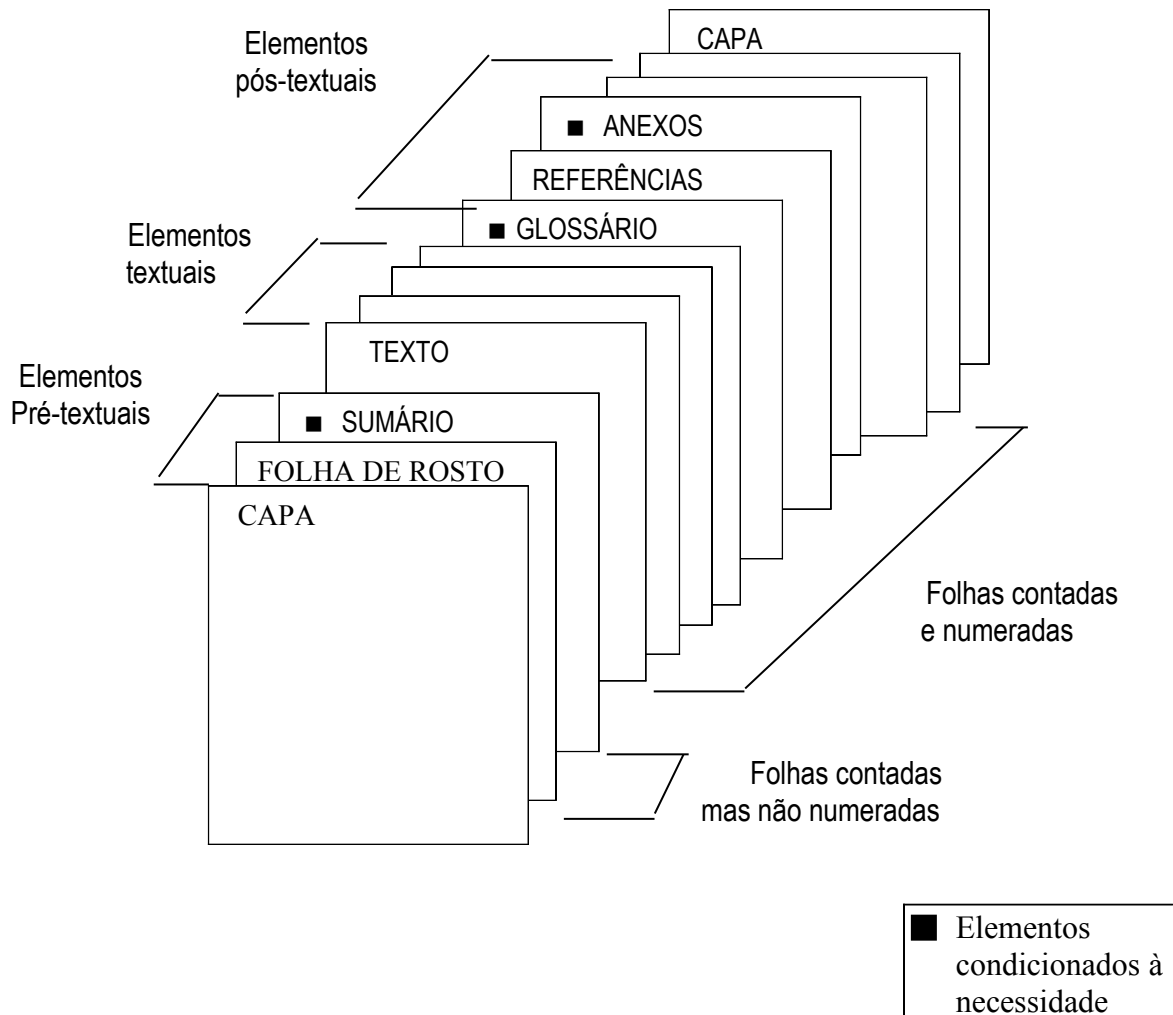 Elementos
pós-textuais
CAPA
■ ANEXOS
REFERÊNCIAS
■ GLOSSÁRIO
Elementos
textuais
TEXTO
Elementos
Pré-textuais
■ SUMÁRIO
FOLHA DE ROSTO
CAPA
Folhas contadas
e numeradas
Folhas contadas
mas não numeradas
■ Elementos
condicionados à
necessidade